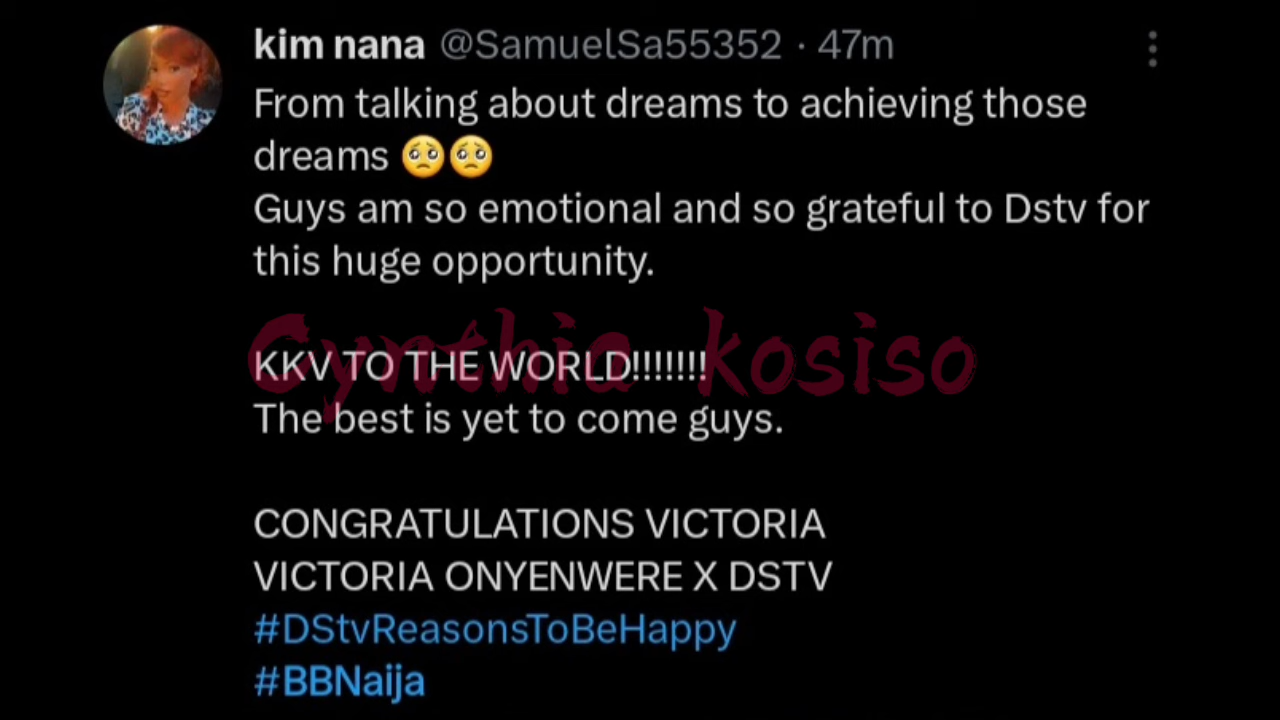 kim nana @SamuelSa55352 · 47m
From talking about dreams to achieving those
dreams 🥺🥺
Guys am so emotional and so grateful to Dstv for
this huge opportunity.
Cynthia kosiso
KKV TO THE WORLD!!!!!!!
The best is yet to come guys.
CONGRATULATIONS VICTORIA
VICTORIA ONYENWERE X DSTV
#DStvReasonsToBeHappy
#BBNaija